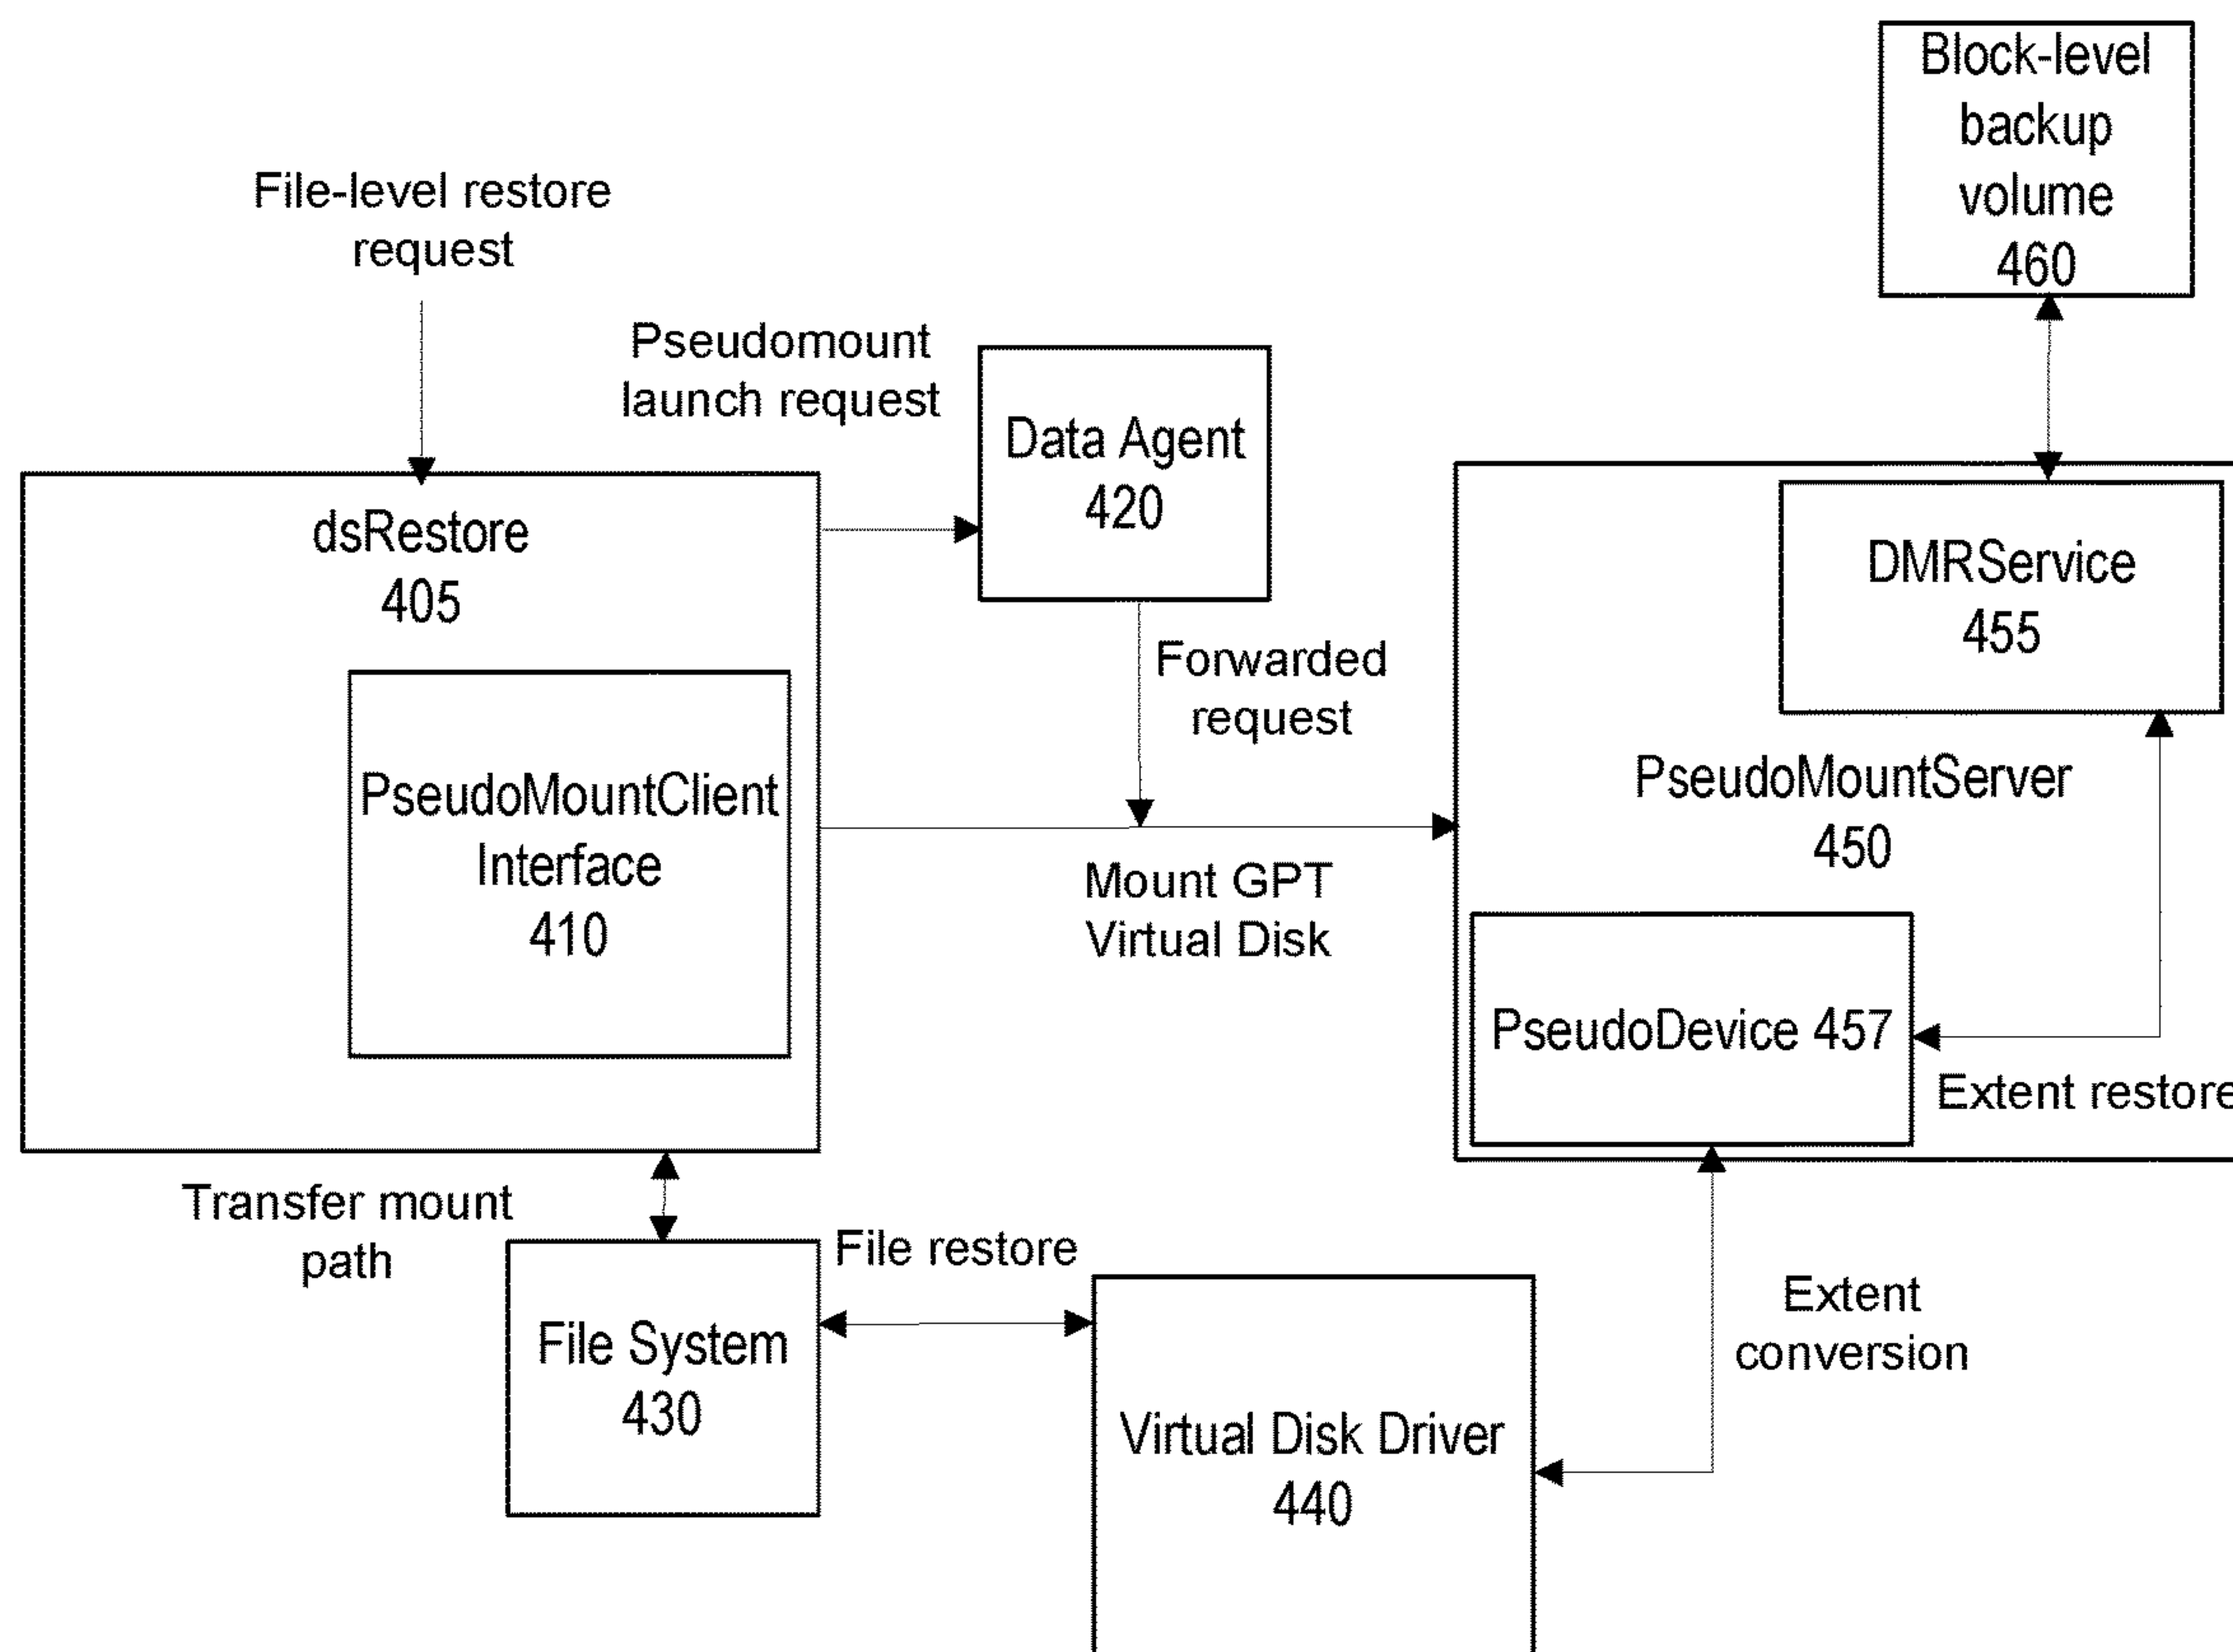 Block-level
backup
volume
460
File-level restore
request
Pseudomount
launch request
Data Agent
420
dsRestore
405
DMRService
455
Forwarded
request
PseudoMountClient
Interface
410
PseudoMountServer
450
Mount GPT
Virtual Disk
PseudoDevice 457
Extent restore
Transfer mount
path
File restore
File System
430
Extent
conversion
Virtual Disk Driver
440